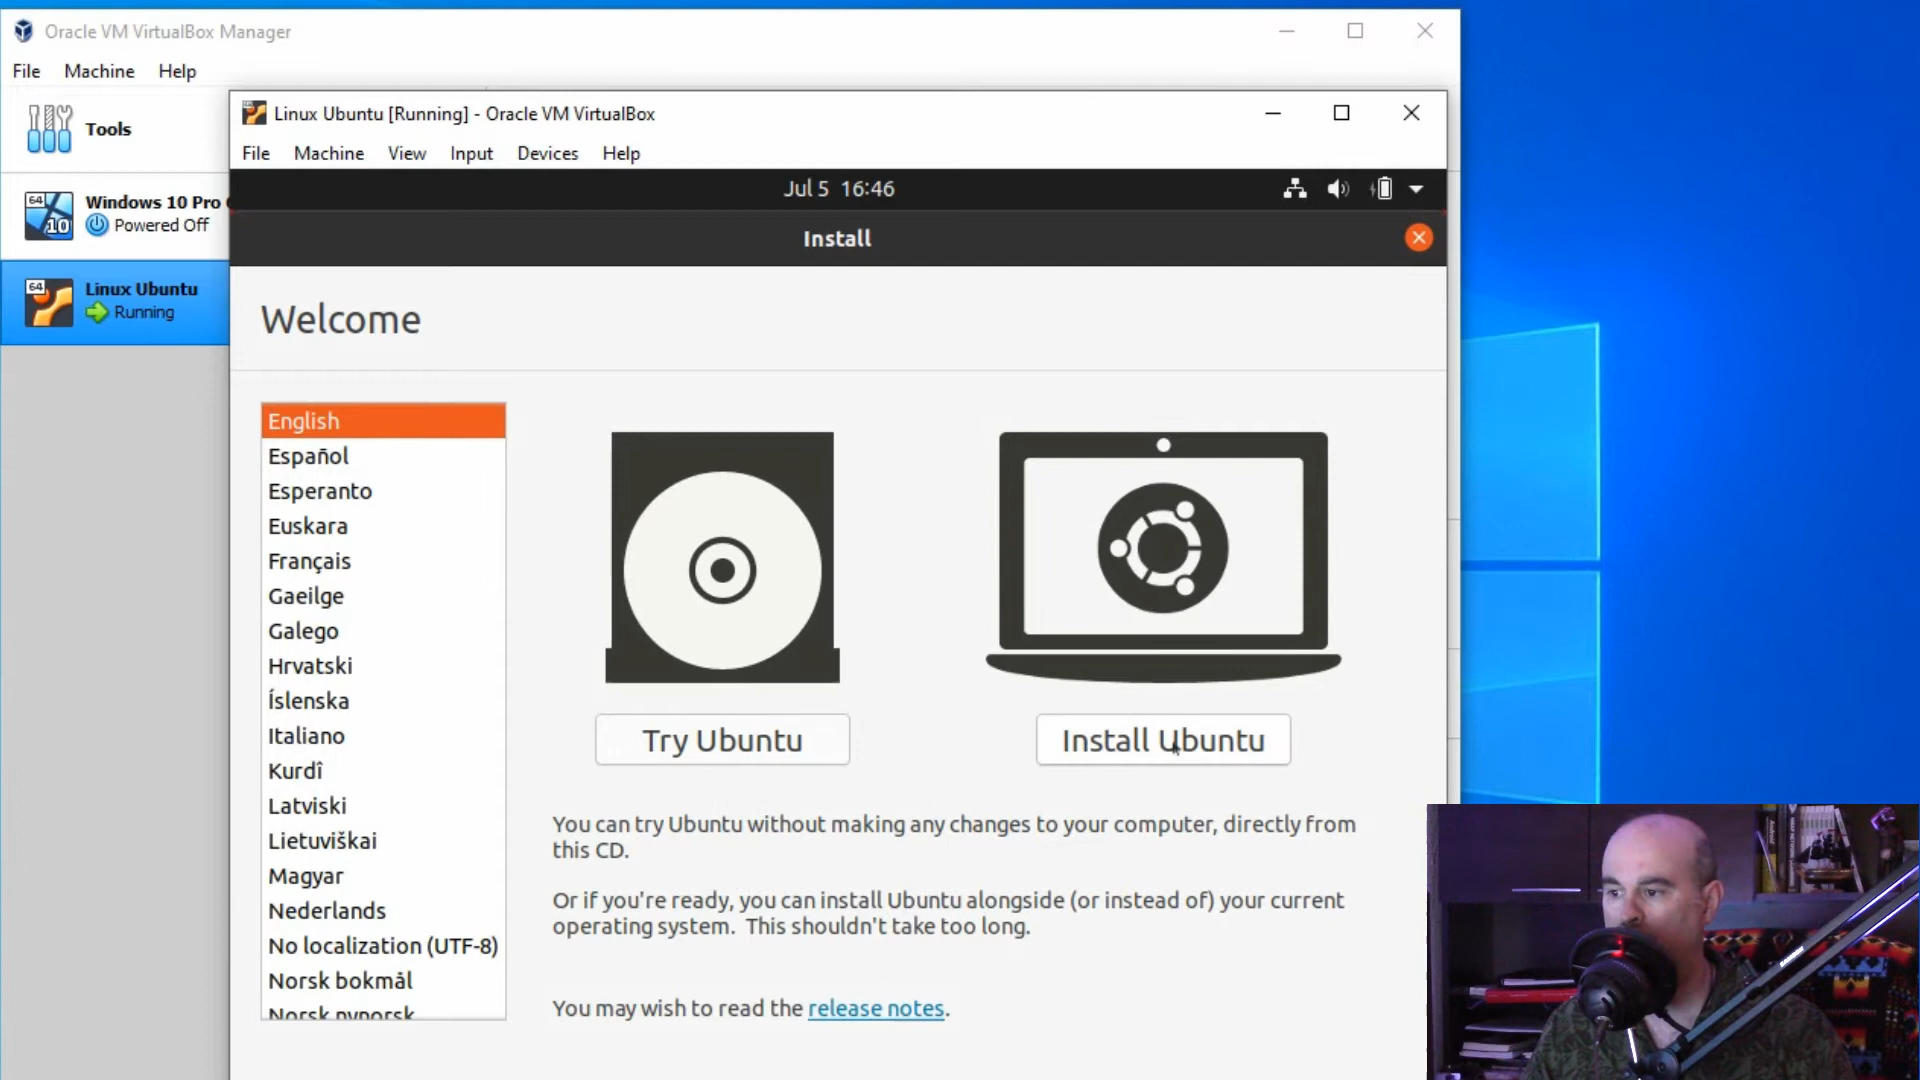 Oracle VM VirtualBox Manager
File Machine Help
Tools
Windows 10 Pro
Powered Off
Linux Ubuntu
Running
Linux Ubuntu [Running] - Oracle VM VirtualBox
File Machine View Input Devices Help
Jul 5 16:46
Install
Welcome
English
Español
Esperanto
Euskara
Français
Gaeilge
Galego
Hrvatski
Íslenska
Italiano
Kurdî
Latviski
Lietuviškai
Magyar
Nederlands
No localization (UTF-8)
Norsk bokmål
Norsk nynorsk
Try Ubuntu
Install Ubuntu
You can try Ubuntu without making any changes to your computer, directly from
this CD.
Or if you're ready, you can install Ubuntu alongside (or instead of) your current
operating system. This shouldn't take too long.
You may wish to read the release notes.
64
10
64